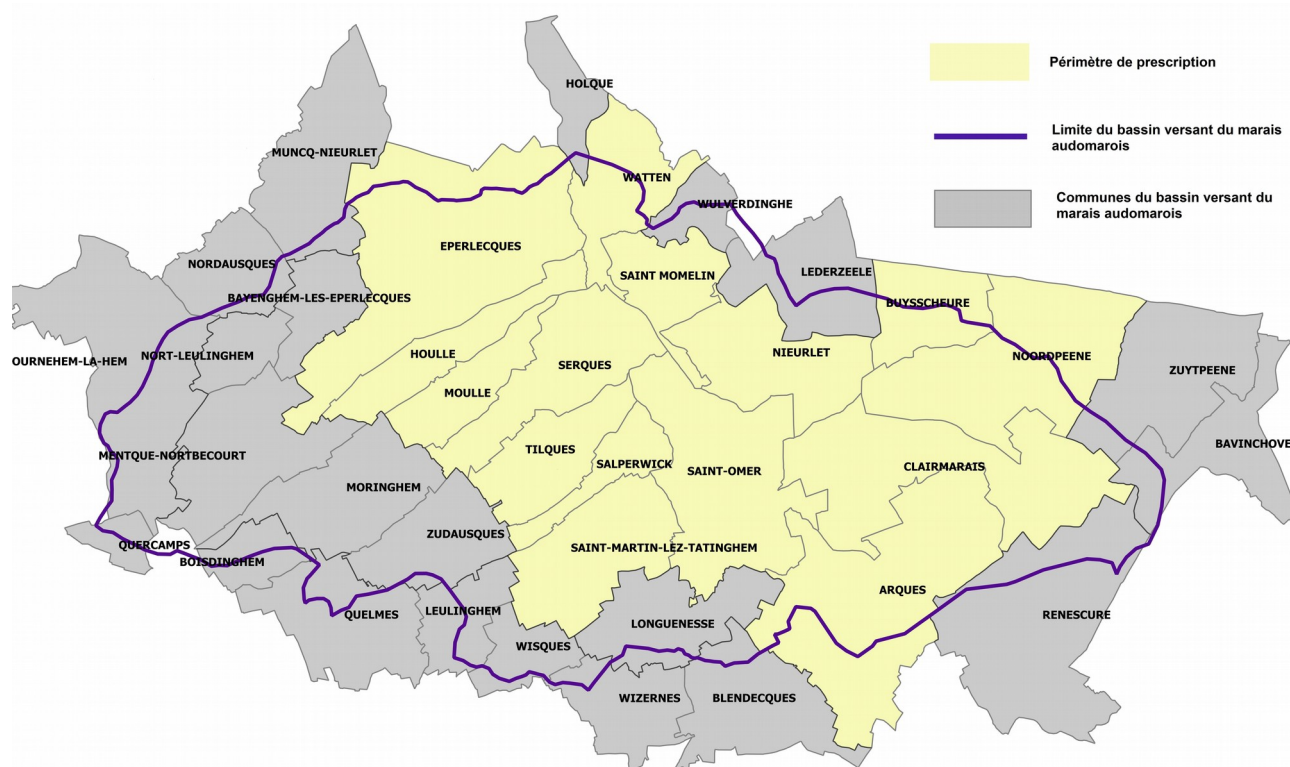 HOLQUE
Périmètre de prescription
Limite du bassin versant du marais
audomarois
MUNCQ-NIEURLET
WATTEN
WULVERDINGHE
Communes du bassin versant du
marais audomarois
EPERLECQUES
NORDAUSQUES
SAINT MOMELIN
LEDERZEELE
BAYENGHEM-LES-EPERLECQUES
BUYSSCHEURE
OURNEHEM-LA-HEM
NORT-LEULINGHEM
HOULLE
SERQUES
NIEURLET
NOORDPEENE
ZUYTPEENE
MOULLE
BAVINCHOVE
MENTQUE-NORTBECOURT
TILQUES
SALPERWICK
SAINT-OMER
CLAIRMARAIS
MORINGHEM
ZUDAUSQUES
QUERCAMPS
BOISDINGHEM
SAINT-MARTIN-LEZ-TATINGHEM
ARQUES
QUELMES
LEULINGHEM
LONGUENESSE
RENESCURE
WISQUES
WIZERNES
BLENDECQUES